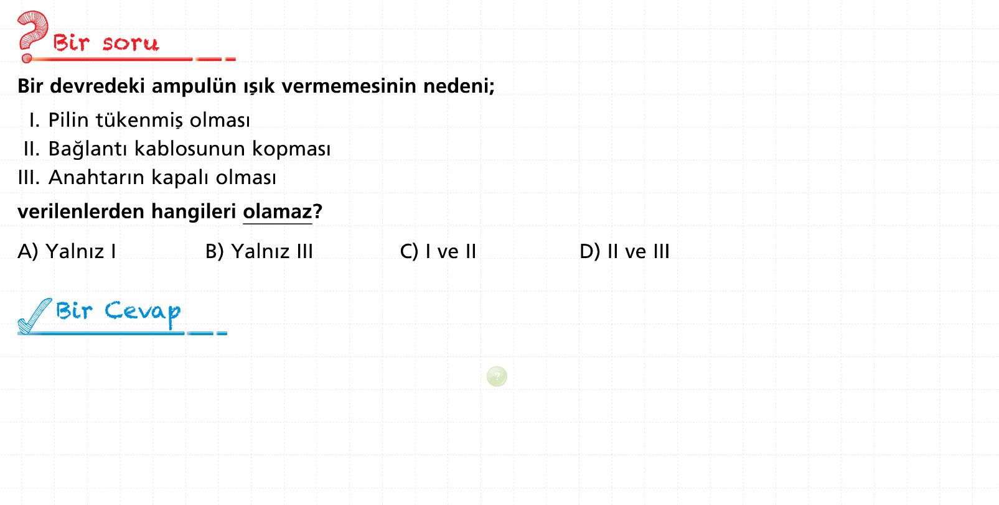 Bir soru
Bir devredeki ampulün ışık vermemesinin nedeni;
I. Pilin tükenmiş olması
II. Bağlantı kablosunun kopması
III. Anahtarın kapalı olması
verilenlerden hangileri olamaz?
A) Yalnız I B) Yalnız III C) I ve II D) II ve III
Bir Cevap
?